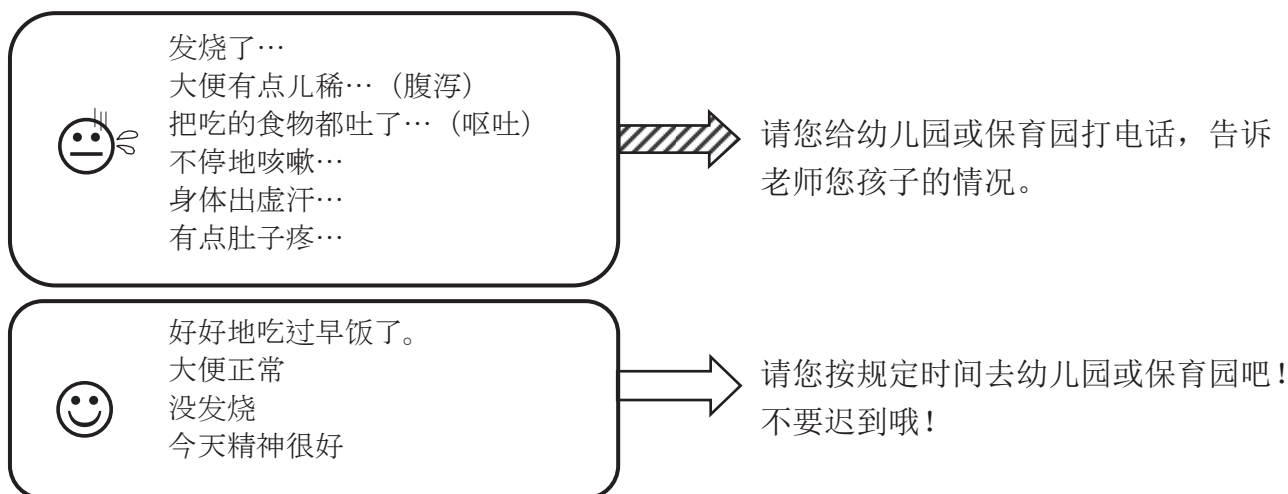 发烧了…
大便有点儿稀…（腹泻）
把吃的食物都吐了…（呕吐）
不停地咳嗽…
身体出虚汗…
有点肚子疼…
请您给幼儿园或保育园打电话，告诉
老师您孩子的情况。
好好地吃过早饭了。
大便正常
没发烧
今天精神很好
请您按规定时间去幼儿园或保育园吧！
不要迟到哦！